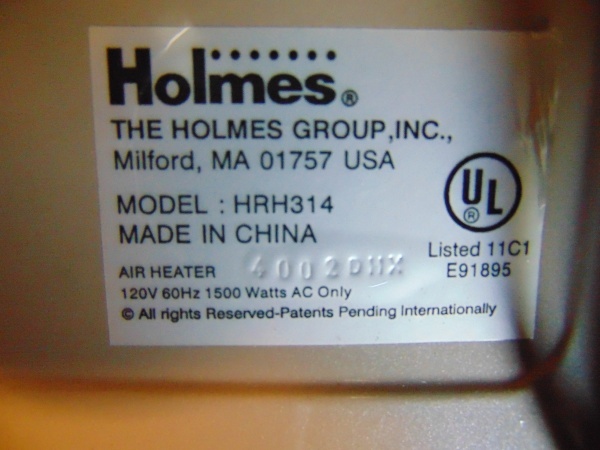 Holmes®
THE HOLMES GROUP,INC.,
Milford, MA 01757 USA
MODEL : HRH314
MADE IN CHINA
UL ®
Listed 11C1
E91895
AIR HEATER
120V 60Hz 1500 Watts AC Only
© All rights Reserved-Patents Pending Internationally